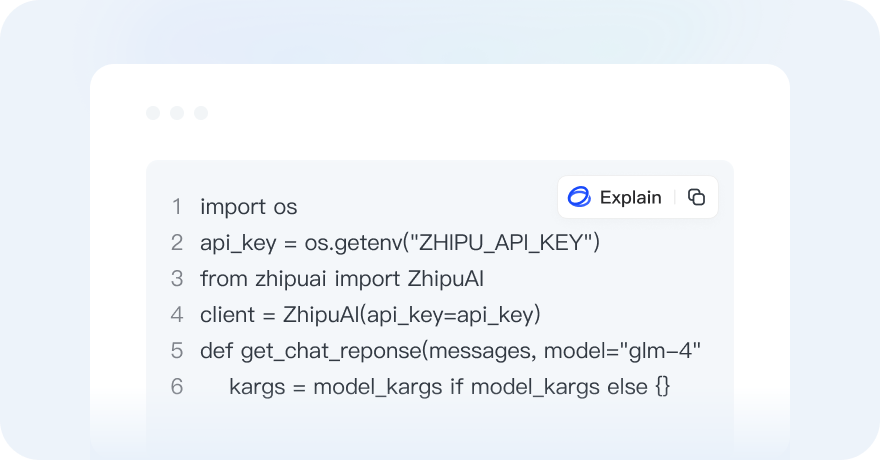 Explain
1 import os
2 api_key = os.getenv("ZHIPU_API_KEY")
3 from zhipuai import ZhipuAI
4 client = ZhipuAI(api_key=api_key)
5 def get_chat_reponse(messages, model="glm-4"
6 kargs = model_kargs if model_kargs else {}